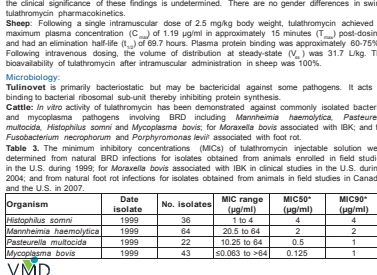 the clinical significance of these findings is undetermined. There are no gender differences in swin
tulathromycin pharmacokinetics.
Sheep: Following a single intramuscular dose of 2.5 mg/kg body weight, tulathromycin achieved
maximum plasma concentration (Cmax) of 1.19 µg/ml in approximately 15 minutes (Tmax) post-dosin
and had an elimination half-life (t1/2) of 69.7 hours. Plasma protein binding was approximately 60-75%
Following intravenous dosing, the volume of distribution at steady-state (Vss) was 31.7 L/kg. Th
bioavailability of tulathromycin after intramuscular administration in sheep was 100%.
Microbiology:
Tulinovet is primarily bacteriostatic but may be bactericidal against some pathogens. It acts
binding to bacterial ribosomal sub-unit thereby inhibiting protein synthesis.
Cattle: In vitro activity of tulathromycin has been demonstrated against commonly isolated bacter
and mycoplasma pathogens involving BRD including Mannheimia haemolytica, Pasteure
multocida, Histophilus somni and Mycoplasma bovis; for Moraxella bovis associated with IBK; and f
Fusobacterium necrophorum and Porphyromonas levii associated with foot rot.
Table 3. The minimum inhibitory concentrations (MICs) of tulathromycin injectable solution we
determined from natural BRD infections for isolates obtained from animals enrolled in field studi
in the U.S. during 1999; for Moraxella bovis associated with IBK in clinical studies in the U.S. durin
2004; and from natural foot rot infections for isolates obtained from animals in field studies in Canad
and the U.S. in 2007.
Organism Date isolate No. isolates MIC range (µg/ml) MIC50* (µg/ml) MIC90* (µg/ml)
Histophilus somni 1999 36 1 to 4 4 4
Mannheimia haemolytica 1999 64 20.5 to 64 2 2
Pasteurella multocida 1999 22 10.25 to 64 0.5 1
Mycoplasma bovis 1999 43 ≤0.063 to >64 0.125 1
VMD